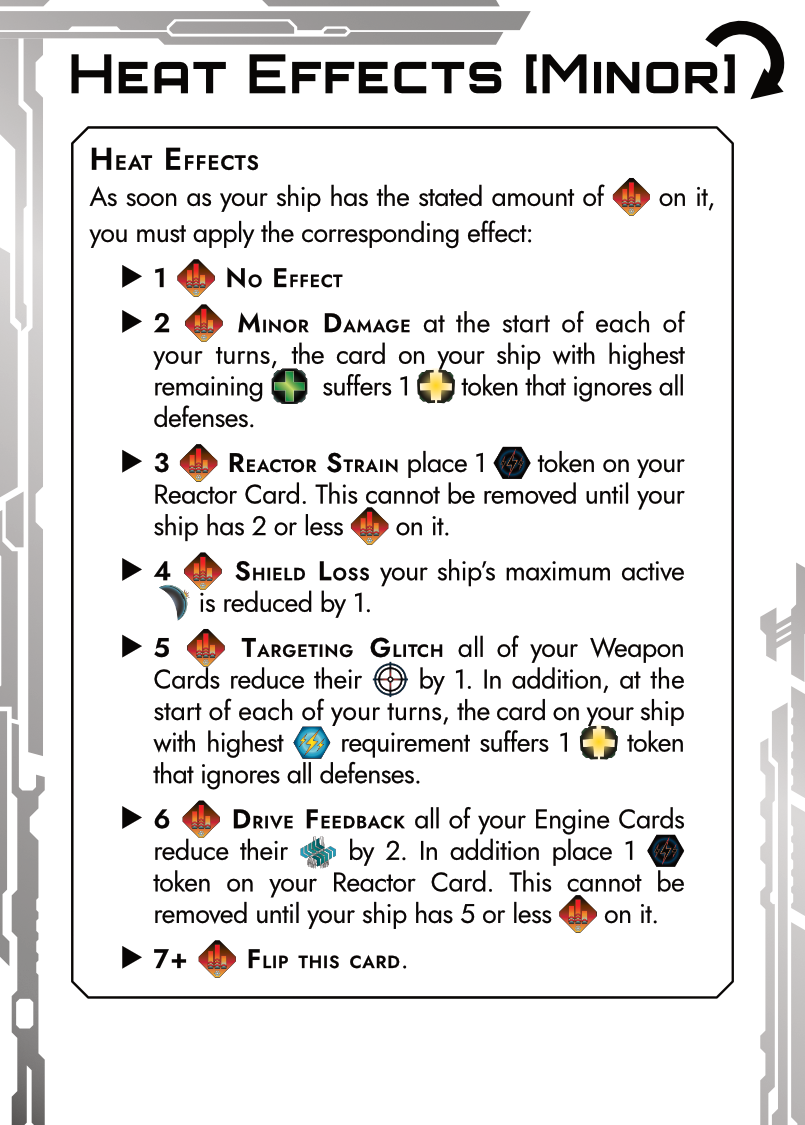 Heat Effects [Minor]
Heat Effects
As soon as your ship has the stated amount of on it,
you must apply the corresponding effect:
▶ 1 No Effect
▶ 2 Minor Damage at the start of each of
your turns, the card on your ship with highest
remaining suffers 1 token that ignores all
defenses.
▶ 3 Reactor Strain place 1 token on your
Reactor Card. This cannot be removed until your
ship has 2 or less on it.
▶ 4 Shield Loss your ship's maximum active
is reduced by 1.
▶ 5 Targeting Glitch all of your Weapon
Cards reduce their by 1. In addition, at the
start of each of your turns, the card on your ship
with highest requirement suffers 1 token
that ignores all defenses.
▶ 6 Drive Feedback all of your Engine Cards
reduce their by 2. In addition place 1
token on your Reactor Card. This cannot be
removed until your ship has 5 or less on it.
▶ 7+ Flip this card.